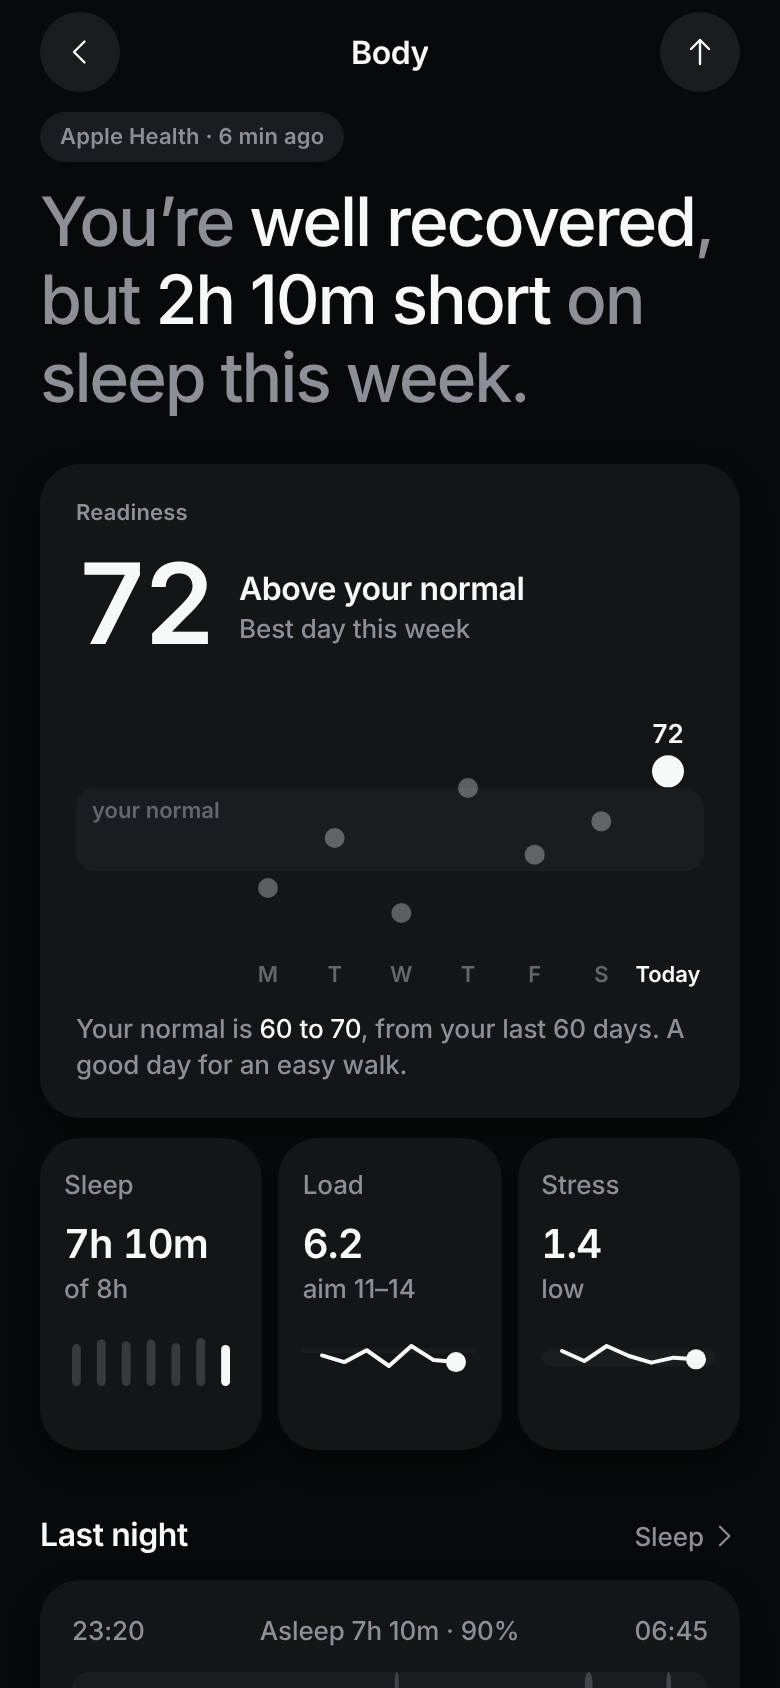 Body
Apple Health · 6 min ago
You’re well recovered,
but 2h 10m short on
sleep this week.
Readiness
72
Above your normal
Best day this week
72
your normal
M T W T F S Today
Your normal is 60 to 70, from your last 60 days. A
good day for an easy walk.
Sleep
7h 10m
of 8h
Load
6.2
aim 11–14
Stress
1.4
low
Last night
Sleep
23:20 Asleep 7h 10m · 90% 06:45